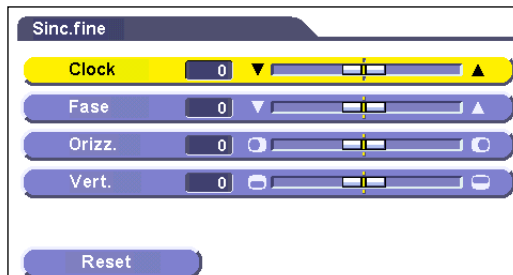 Sinc.fine
Clock 0
Fase 0
Orizz. 0
Vert. 0
Reset